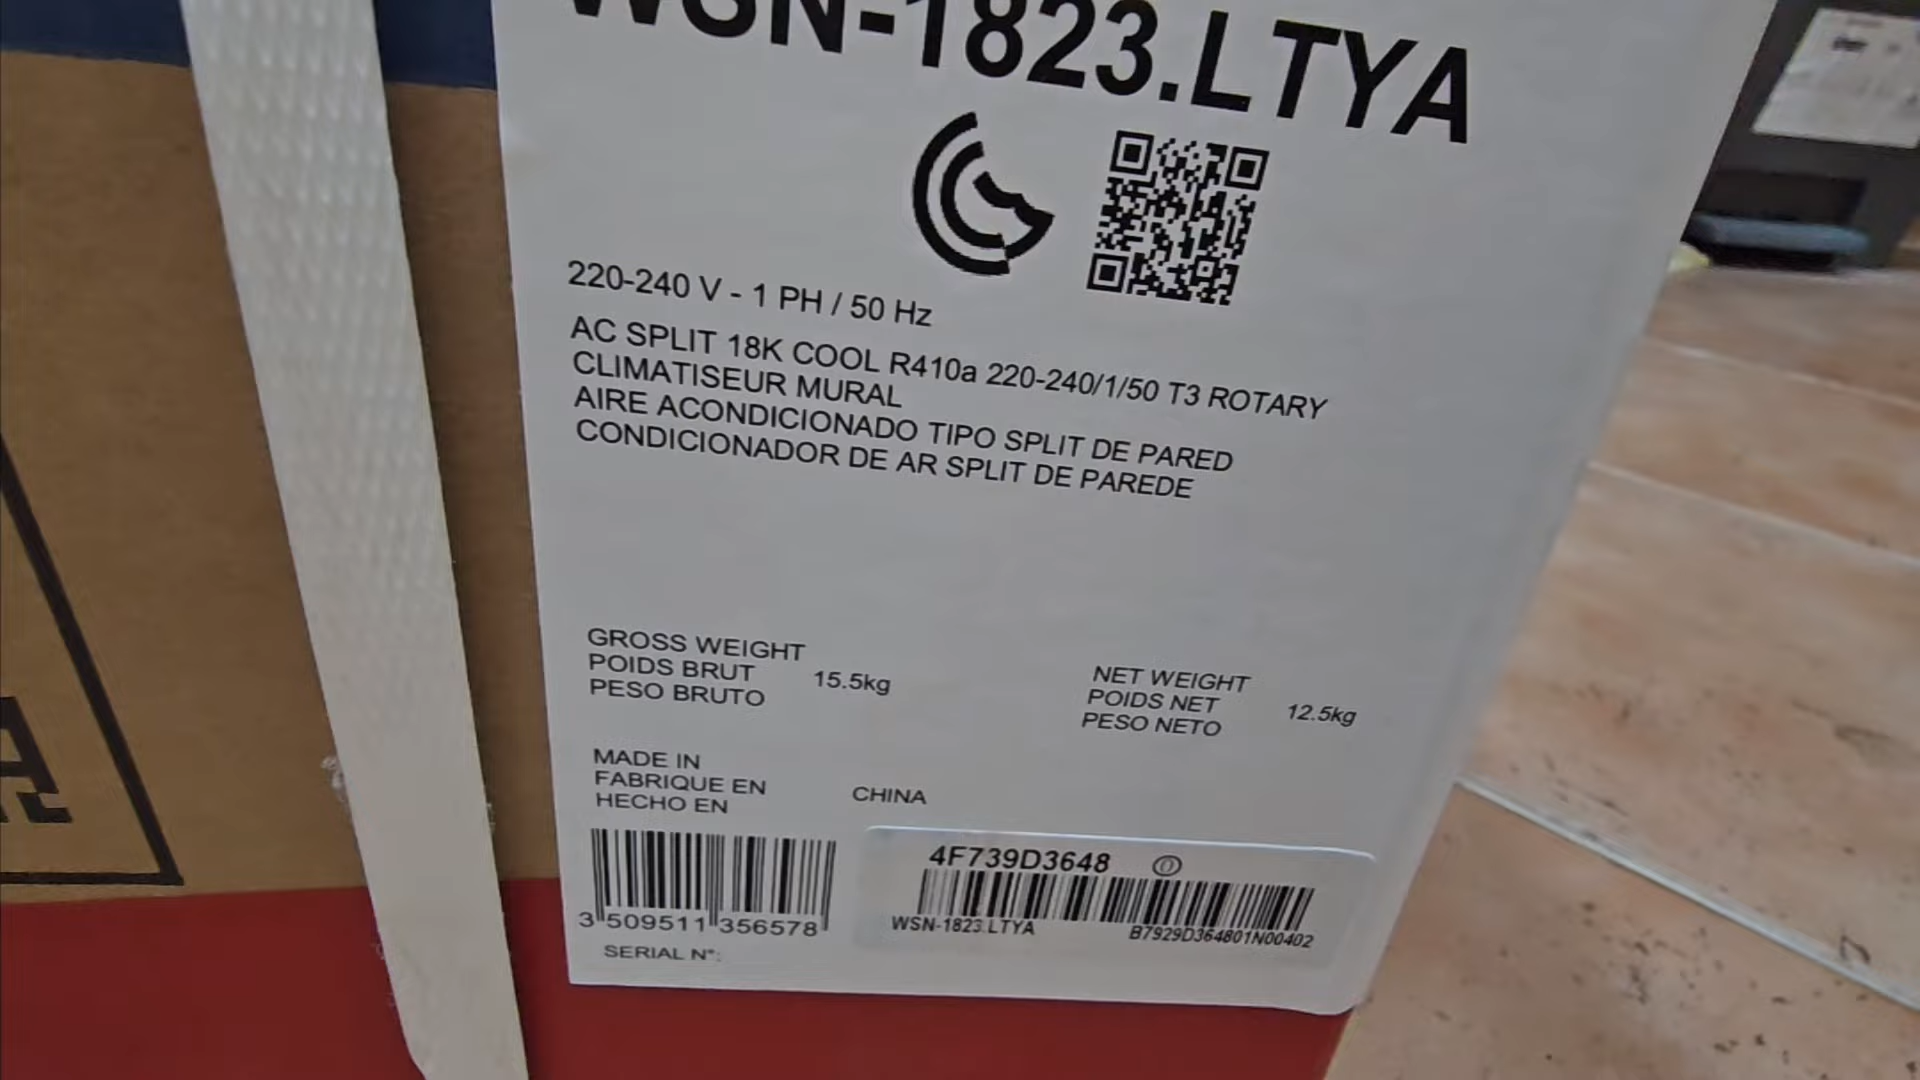 WSN-1823.LTYA
220-240 V - 1 PH / 50 Hz
AC SPLIT 18K COOL R410a 220-240/1/50 T3 ROTARY
CLIMATISEUR MURAL
AIRE ACONDICIONADO TIPO SPLIT DE PARED
CONDICIONADOR DE AR SPLIT DE PAREDE
GROSS WEIGHT
POIDS BRUT
PESO BRUTO
15.5kg
NET WEIGHT
POIDS NET
PESO NETO
12.5kg
MADE IN
FABRIQUE EN
HECHO EN
CHINA
3 509511 356578
SERIAL N°:
4F739D3648
WSN-1823.LTYA
B7929D364801N00402